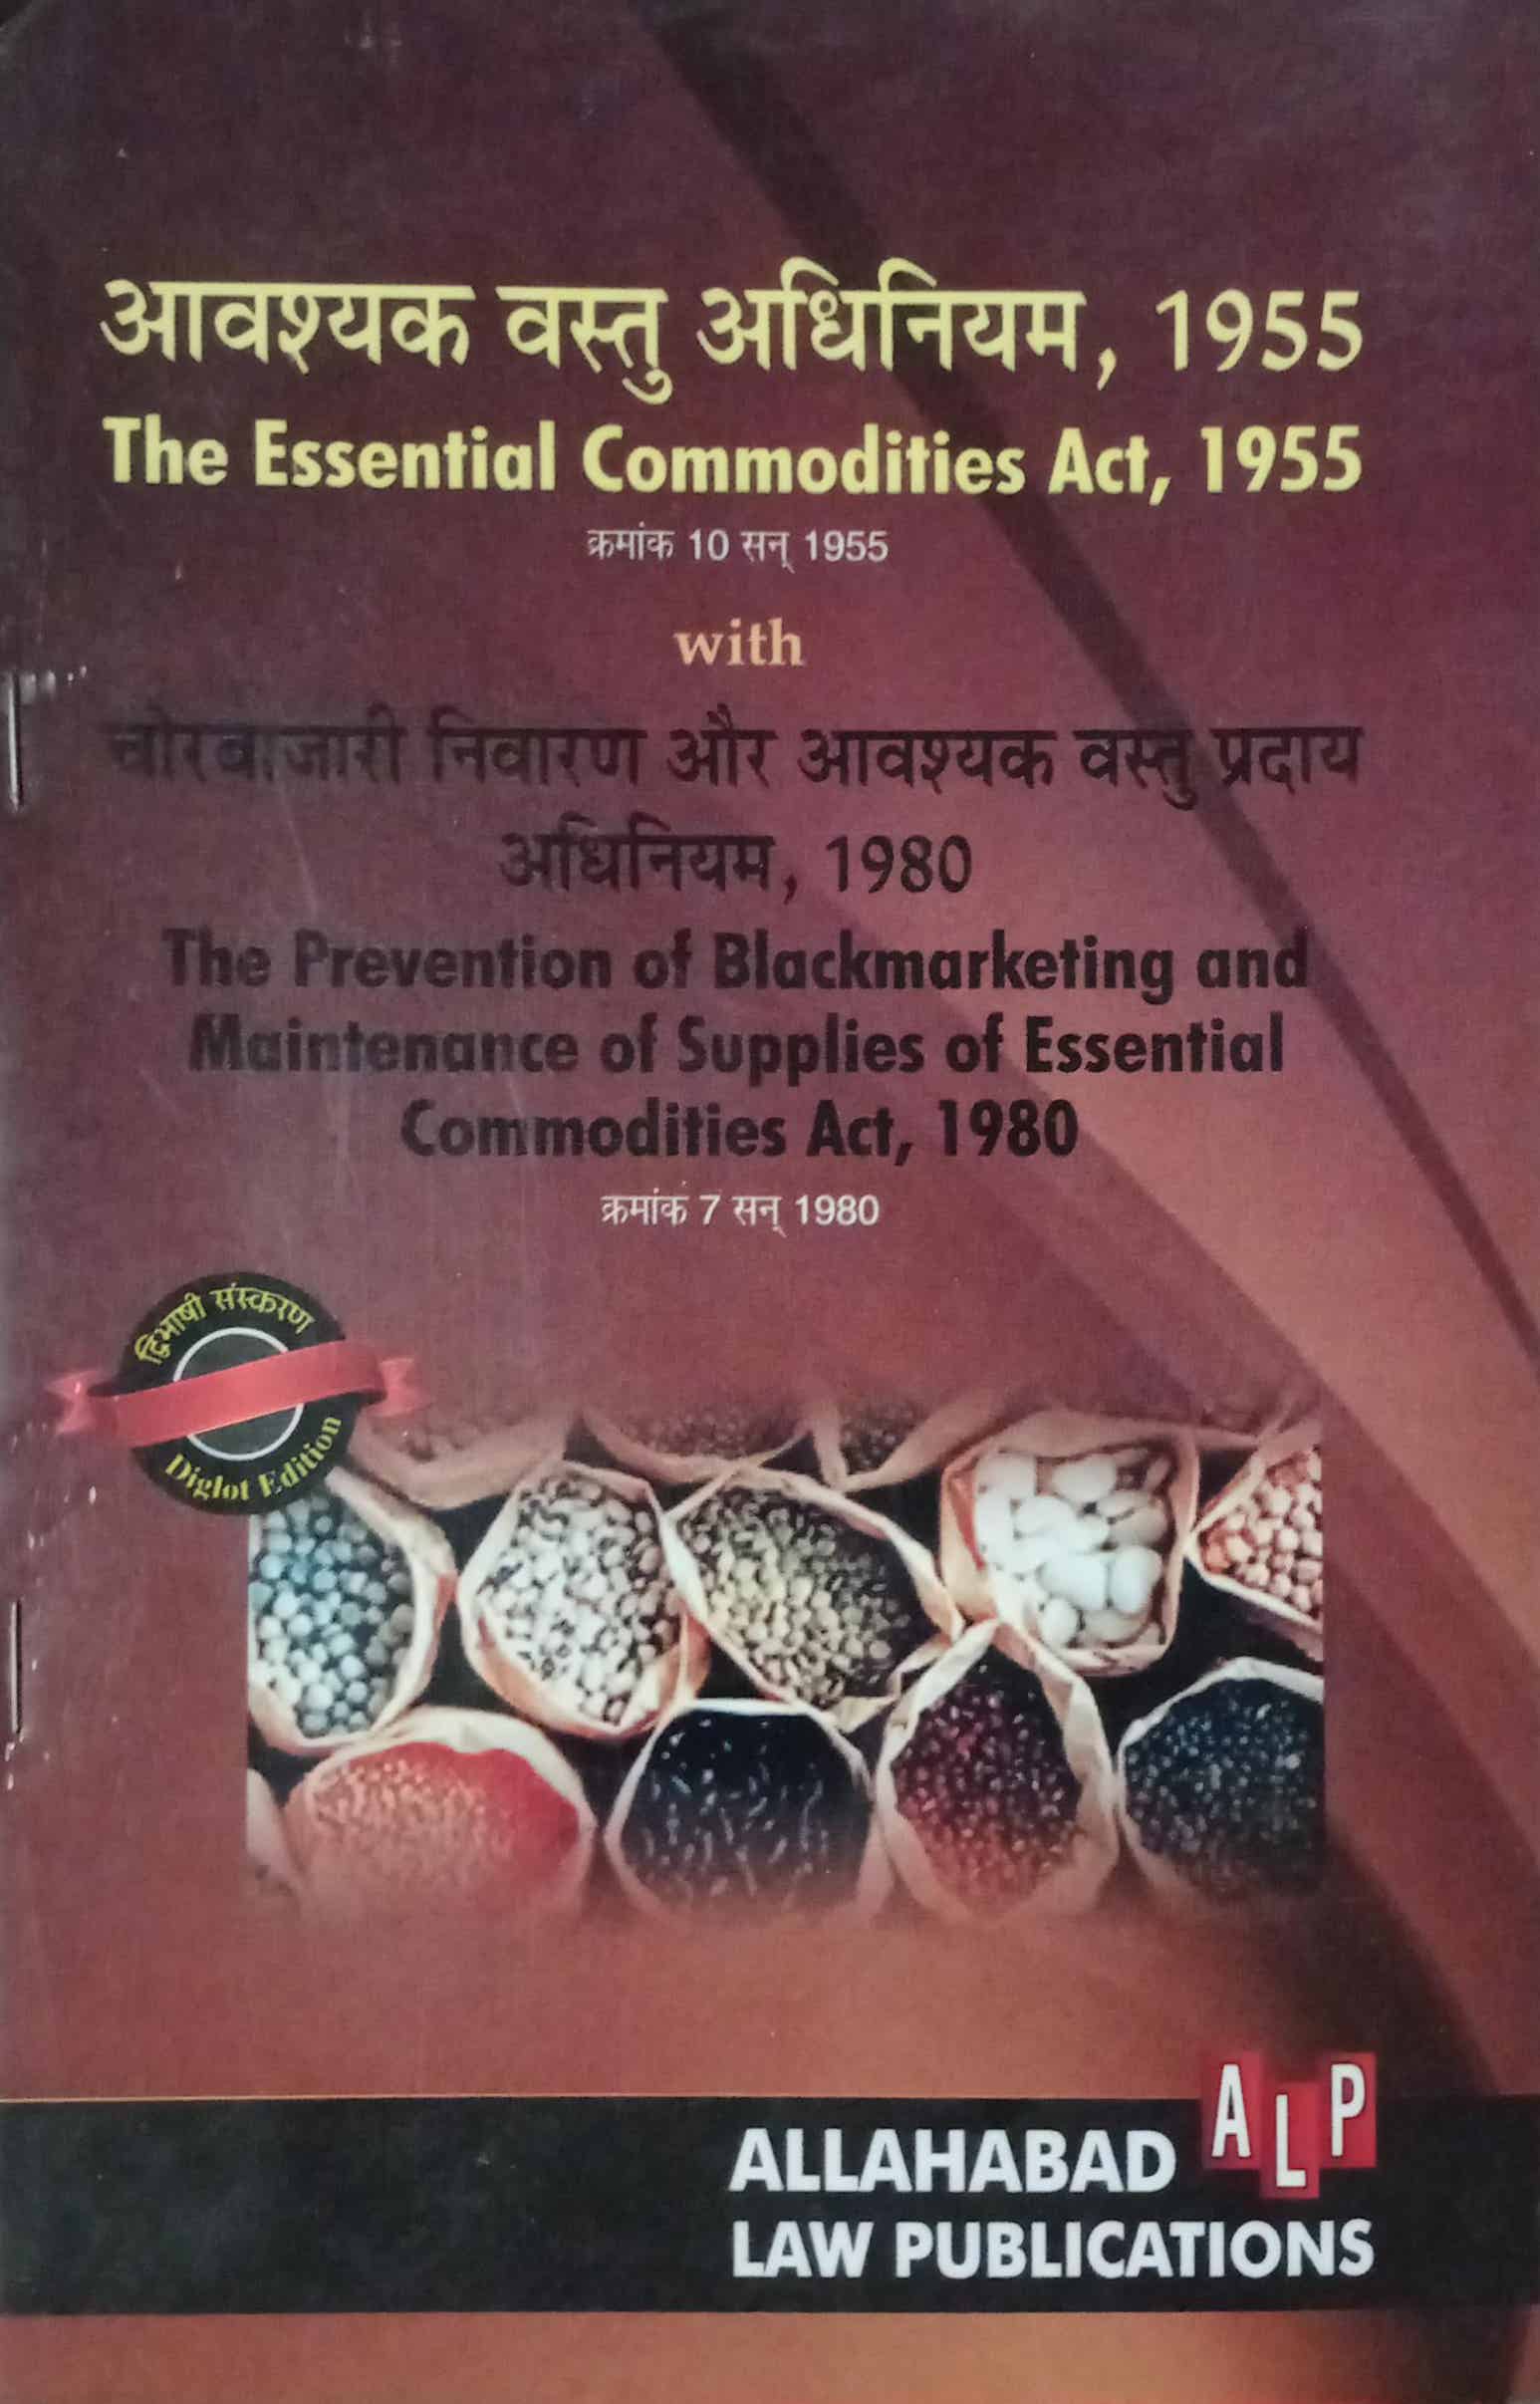 आवश्यक वस्तु अधिनियम, 1955
The Essential Commodities Act, 1955
क्रमांक 10 सन् 1955
with
चोरबाजारी निवारण और आवश्यक वस्तु प्रदाय
अधिनियम, 1980
The Prevention of Blackmarketing and
Maintenance of Supplies of Essential
Commodities Act, 1980
क्रमांक 7 सन् 1980
द्विभाषी संस्करण
Diglot Edition
ALP
ALLAHABAD
LAW PUBLICATIONS